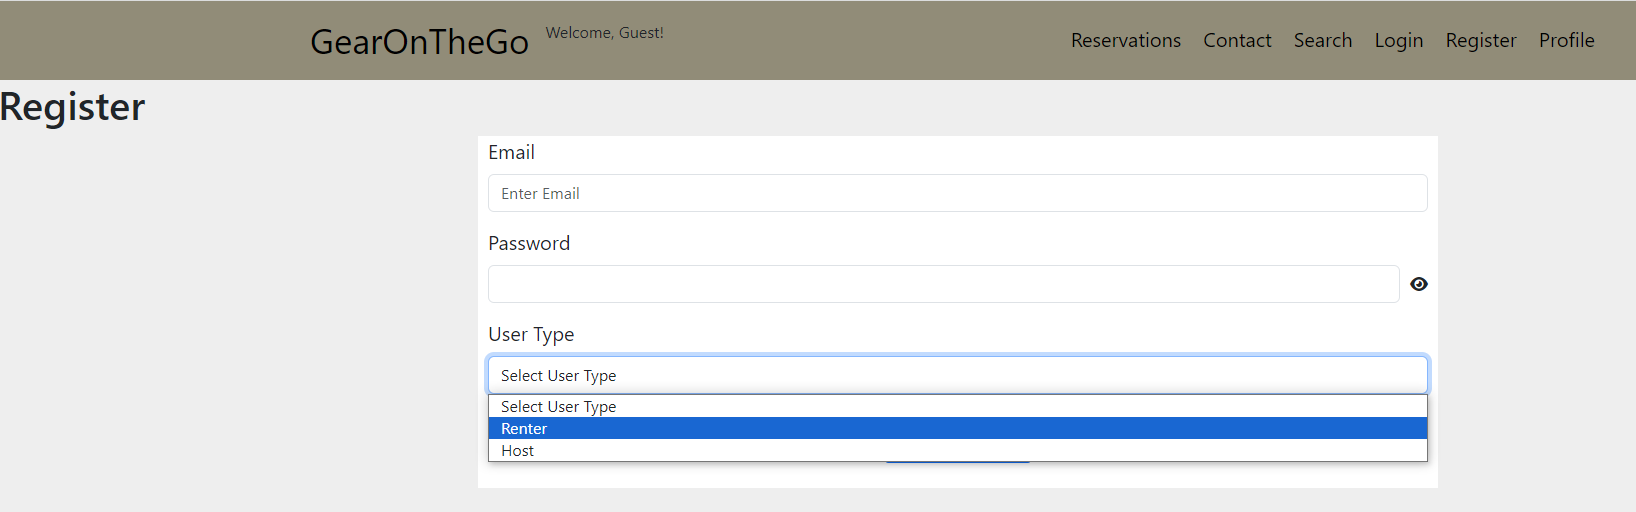 GearOnTheGo Welcome, Guest! Reservations Contact Search Login Register Profile
Register
Email
Enter Email
Password
User Type
Select User Type
Select User Type
Renter
Host